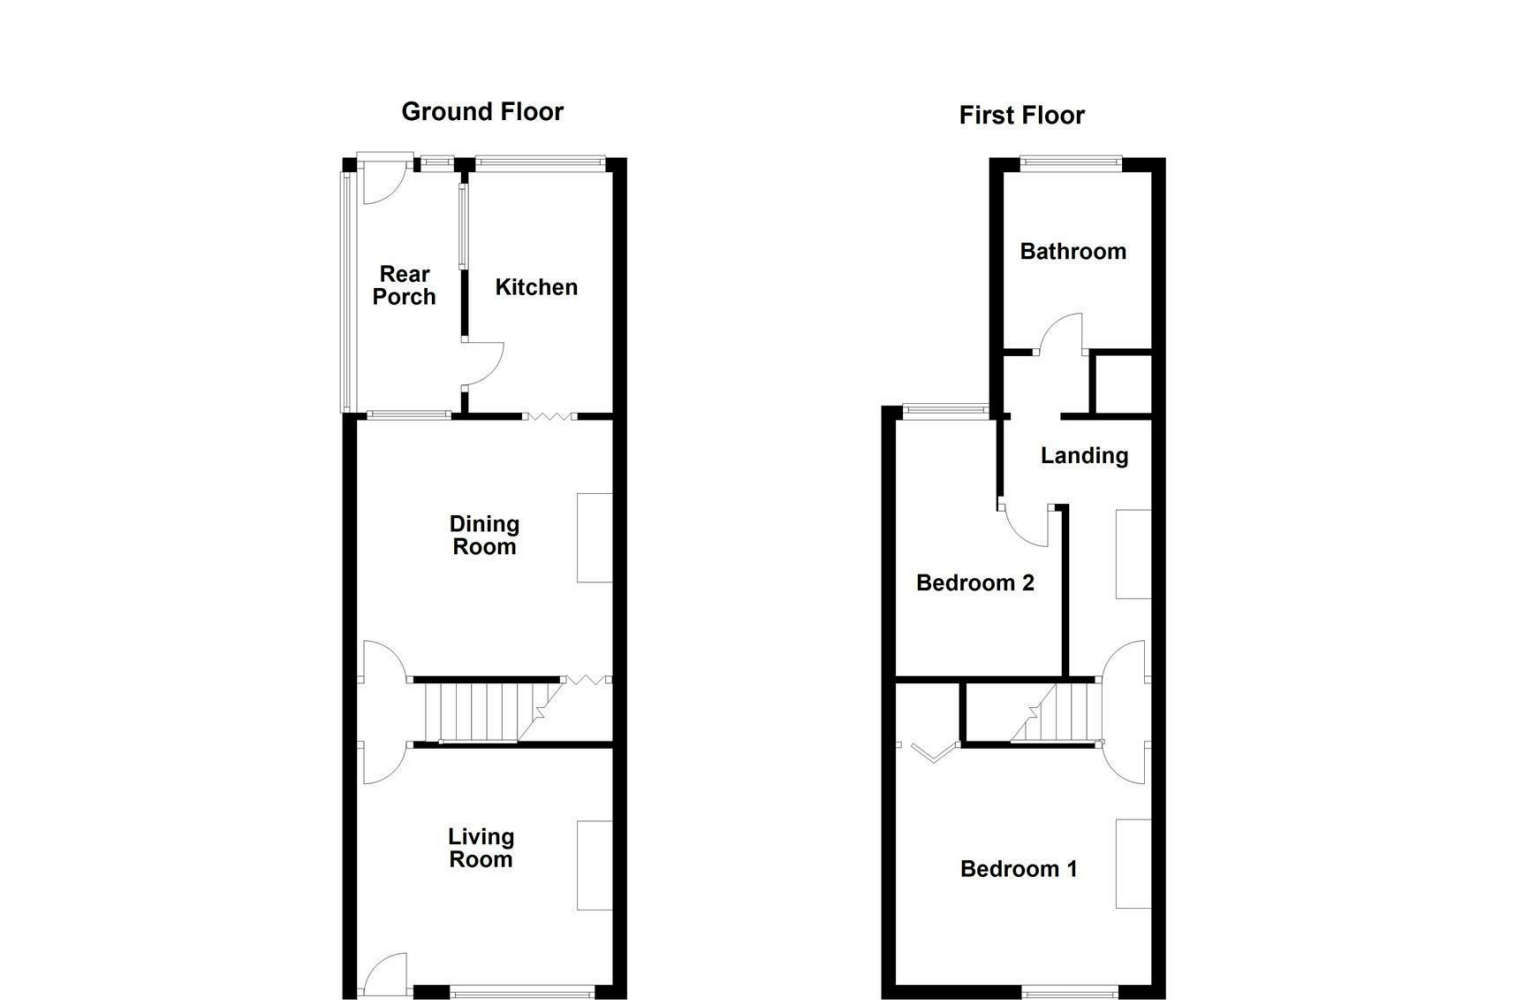 Ground Floor
First Floor
Rear
Porch
Kitchen
Dining
Room
Living
Room
Bathroom
Landing
Bedroom 2
Bedroom 1